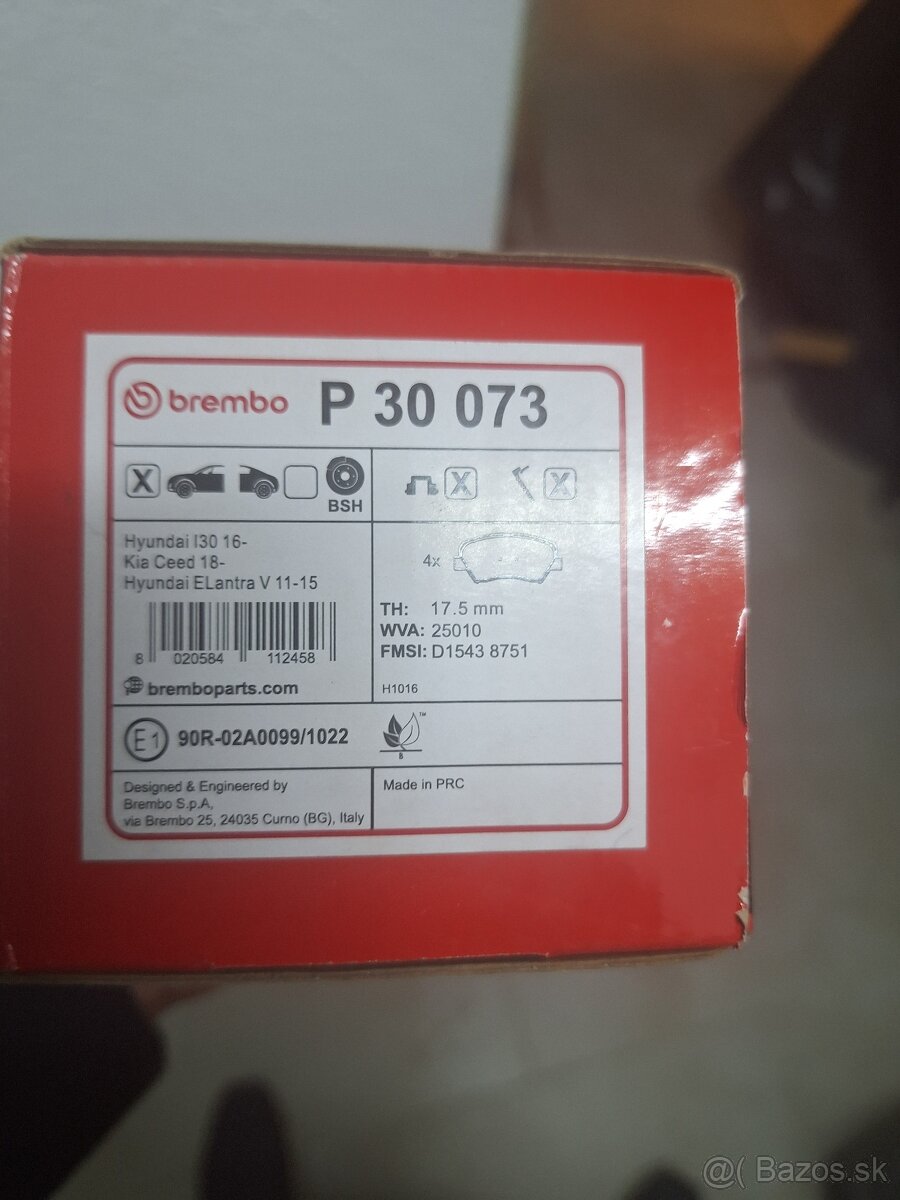 brembo P 30 073
X
BSH
X
X
Hyundai I30 16-
Kia Ceed 18-
Hyundai ELantra V 11-15
4x
TH: 17.5 mm
WVA: 25010
FMSI: D1543 8751
8 020584 112458
bremboparts.com
H1016
E1 90R-02A0099/1022
TM
B
Designed & Engineered by
Brembo S.p.A,
via Brembo 25, 24035 Curno (BG), Italy
Made in PRC
@( Bazos.sk